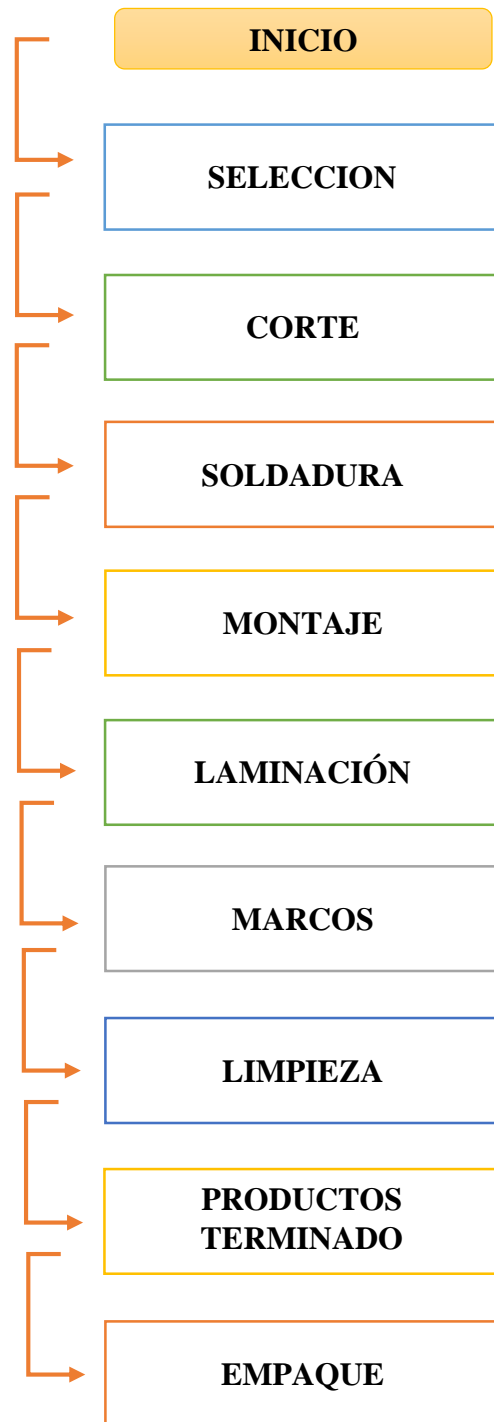 INICIO
SELECCION
CORTE
SOLDADURA
MONTAJE
LAMINACIÓN
MARCOS
LIMPIEZA
PRODUCTOS
TERMINADO
EMPAQUE